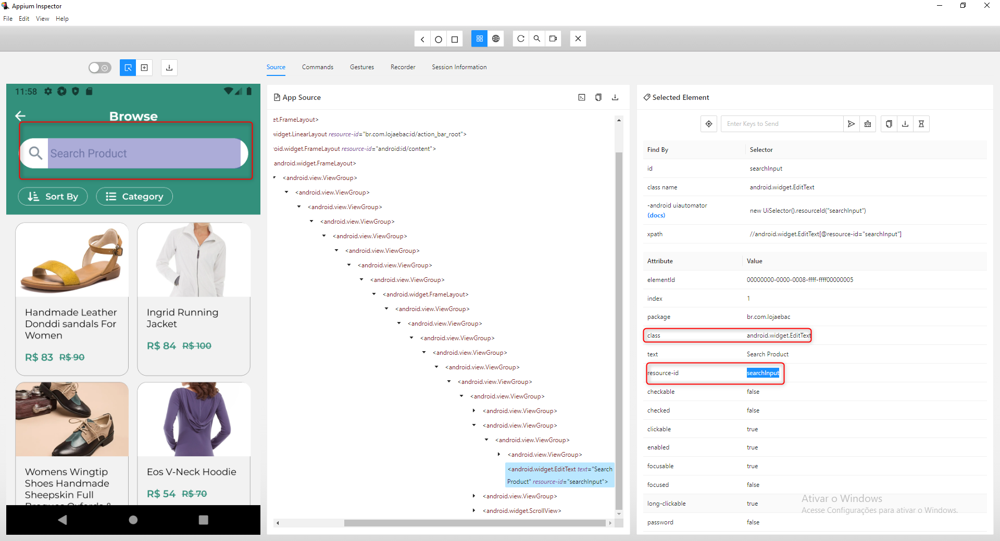 Appium Inspector
File Edit View Help
Source Commands Gestures Recorder Session Information
11:58
Browse
Search Product
Sort By Category
Handmade Leather
Donddi sandals For
Women
R$ 83 R$ 90
Ingrid Running
Jacket
R$ 84 R$ 100
Womens Wingtip
Shoes Handmade
Sheepskin Full
Brogues Oxfords &
Eos V-Neck Hoodie
R$ 54 R$ 70
App Source
et.FrameLayout>
widget.LinearLayout resource-id="br.com.lojaebac:id/action_bar_root">
roid.widget.FrameLayout resource-id="android:id/content">
android.widget.FrameLayout>
<android.view.ViewGroup>
<android.view.ViewGroup>
<android.view.ViewGroup>
<android.view.ViewGroup>
<android.view.ViewGroup>
<android.view.ViewGroup>
<android.view.ViewGroup>
<android.view.ViewGroup>
<android.widget.FrameLayout>
<android.view.ViewGroup>
<android.view.ViewGroup>
<android.view.ViewGroup>
<android.view.ViewGroup>
<android.view.ViewGroup>
<android.view.ViewGroup>
<android.view.ViewGroup>
<android.view.ViewGroup>
<android.view.ViewGroup>
<android.view.ViewGroup>
<android.view.ViewGroup>
<android.widget.EditText text="Search
Product" resource-id="searchInput">
<android.view.ViewGroup>
<android.widget.ScrollView>
Selected Element
Enter Keys to Send
Find By Selector
id searchInput
class name android.widget.EditText
-android uiautomator
(docs) new UiSelector().resourceId("searchInput")
xpath //android.widget.EditText[@resource-id="searchInput"]
Attribute Value
elementId 00000000-0000-0008-ffff-ffff00000005
index 1
package br.com.lojaebac
class android.widget.EditText
text Search Product
resource-id searchInput
checkable false
checked false
clickable true
enabled true
focusable true
focused false
long-clickable true
password false
Ativar o Windows
Acesse Configurações para ativar o Windows.